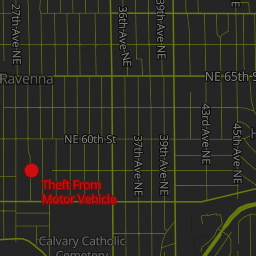 27th Ave NE
36th Ave NE
39th Ave NE
Ravenna
NE 65th S
43rd Ave NE
45th Ave NE
NE 60th St
37th Ave NE
39th Ave NE
H
Theft From
Motor Vehicle
Calvary Catholic
Cemetery